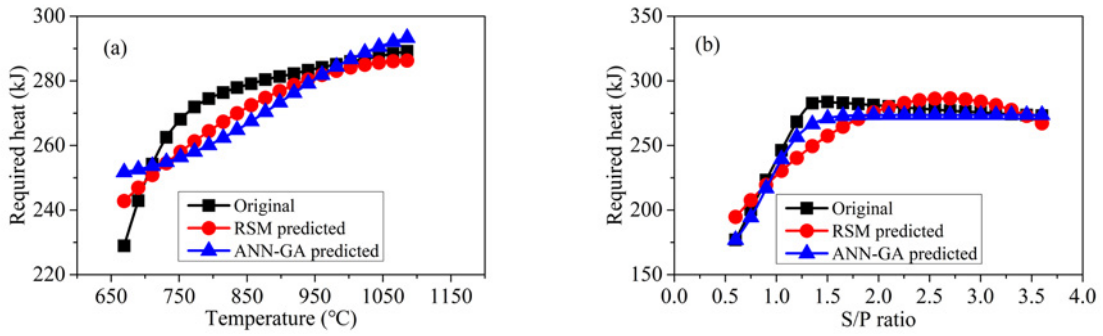 (a)
Required heat (kJ)
300
280
260
240
220
Original
RSM predicted
ANN-GA predicted
650 750 850 950 1050 1150
Temperature (℃)
(b)
Required heat (kJ)
350
300
250
200
150
Original
RSM predicted
ANN-GA predicted
0.0 0.5 1.0 1.5 2.0 2.5 3.0 3.5 4.0
S/P ratio